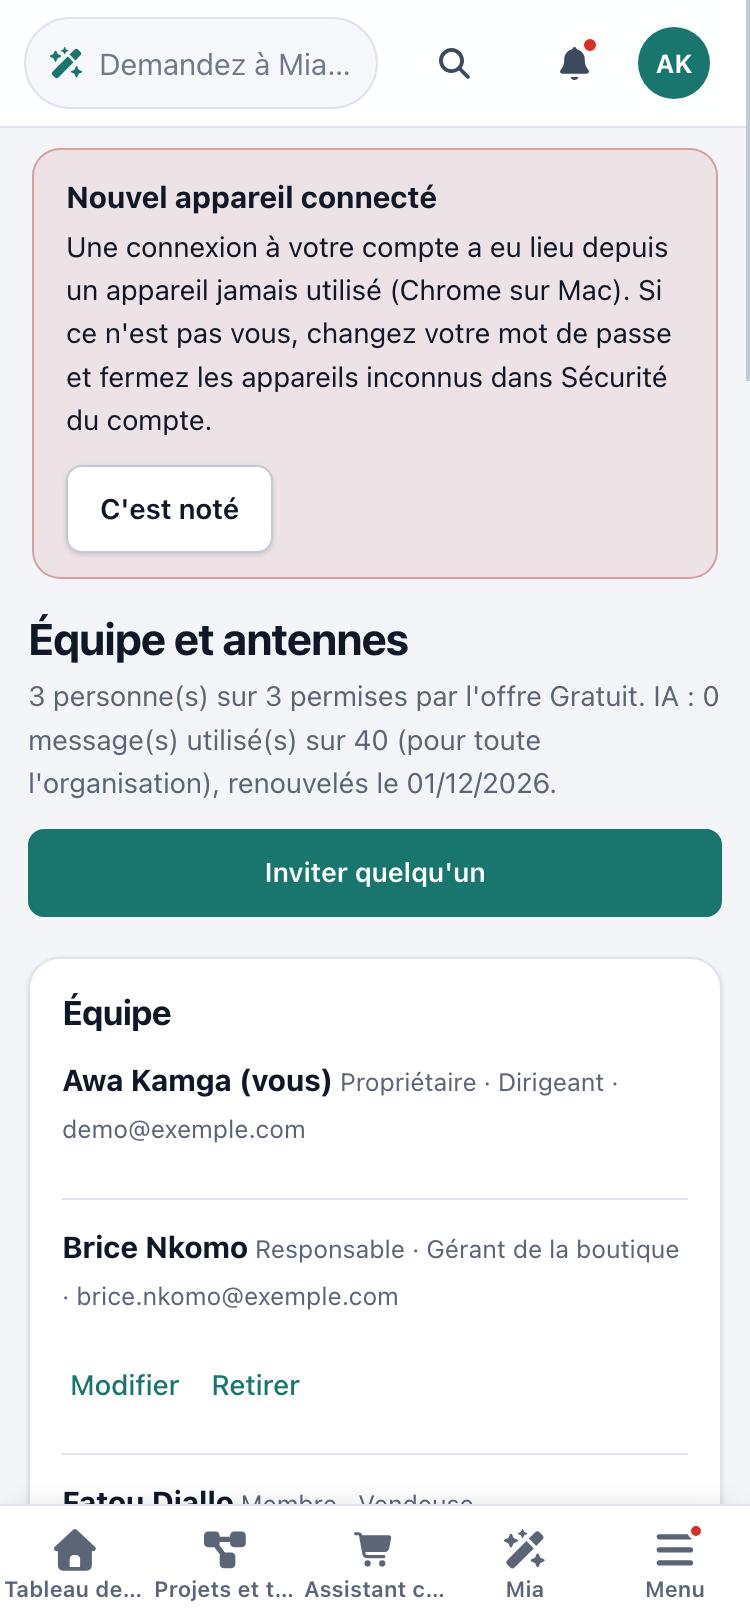 Demandez à Mia...
AK
Nouvel appareil connecté
Une connexion à votre compte a eu lieu depuis
un appareil jamais utilisé (Chrome sur Mac). Si
ce n'est pas vous, changez votre mot de passe
et fermez les appareils inconnus dans Sécurité
du compte.
C'est noté
Équipe et antennes
3 personne(s) sur 3 permises par l'offre Gratuit. IA : 0
message(s) utilisé(s) sur 40 (pour toute
l'organisation), renouvelés le 01/12/2026.
Inviter quelqu'un
Équipe
Awa Kamga (vous) Propriétaire · Dirigeant ·
demo@exemple.com
Brice Nkomo Responsable · Gérant de la boutique
· brice.nkomo@exemple.com
Modifier Retirer
Fatou Diallo Membre · Vendeuse
Tableau de... Projets et t... Assistant c... Mia Menu